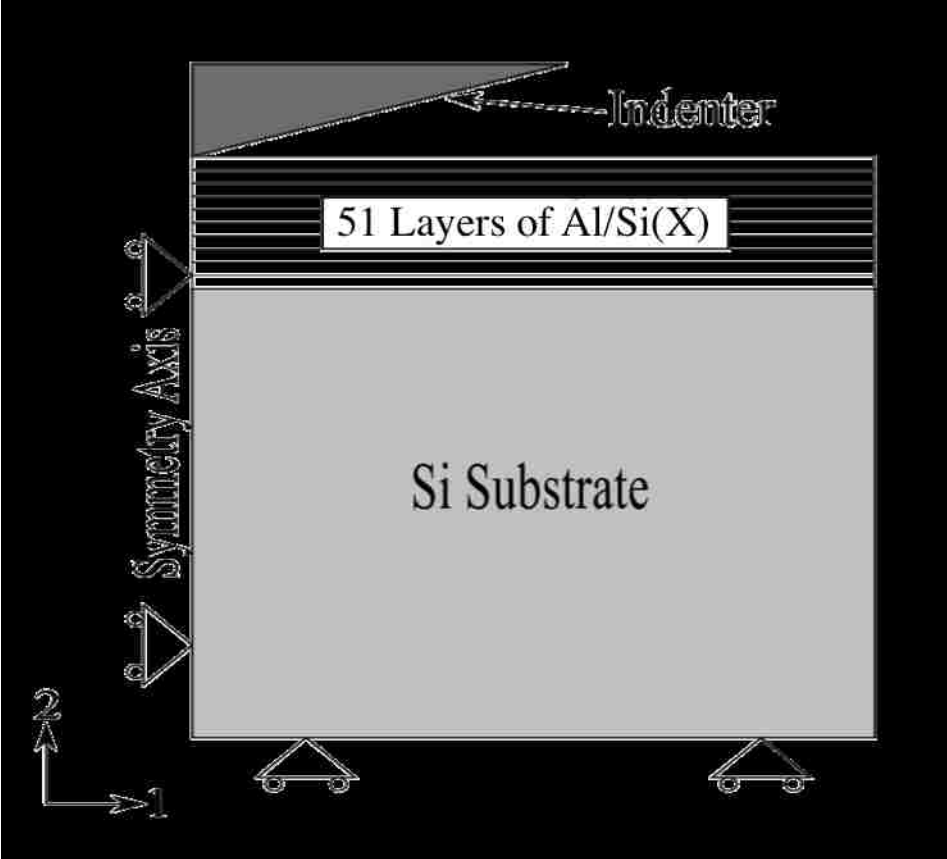 Indenter
51 Layers of Al/Si(X)
Symmetry Axis
Si Substrate
2
1